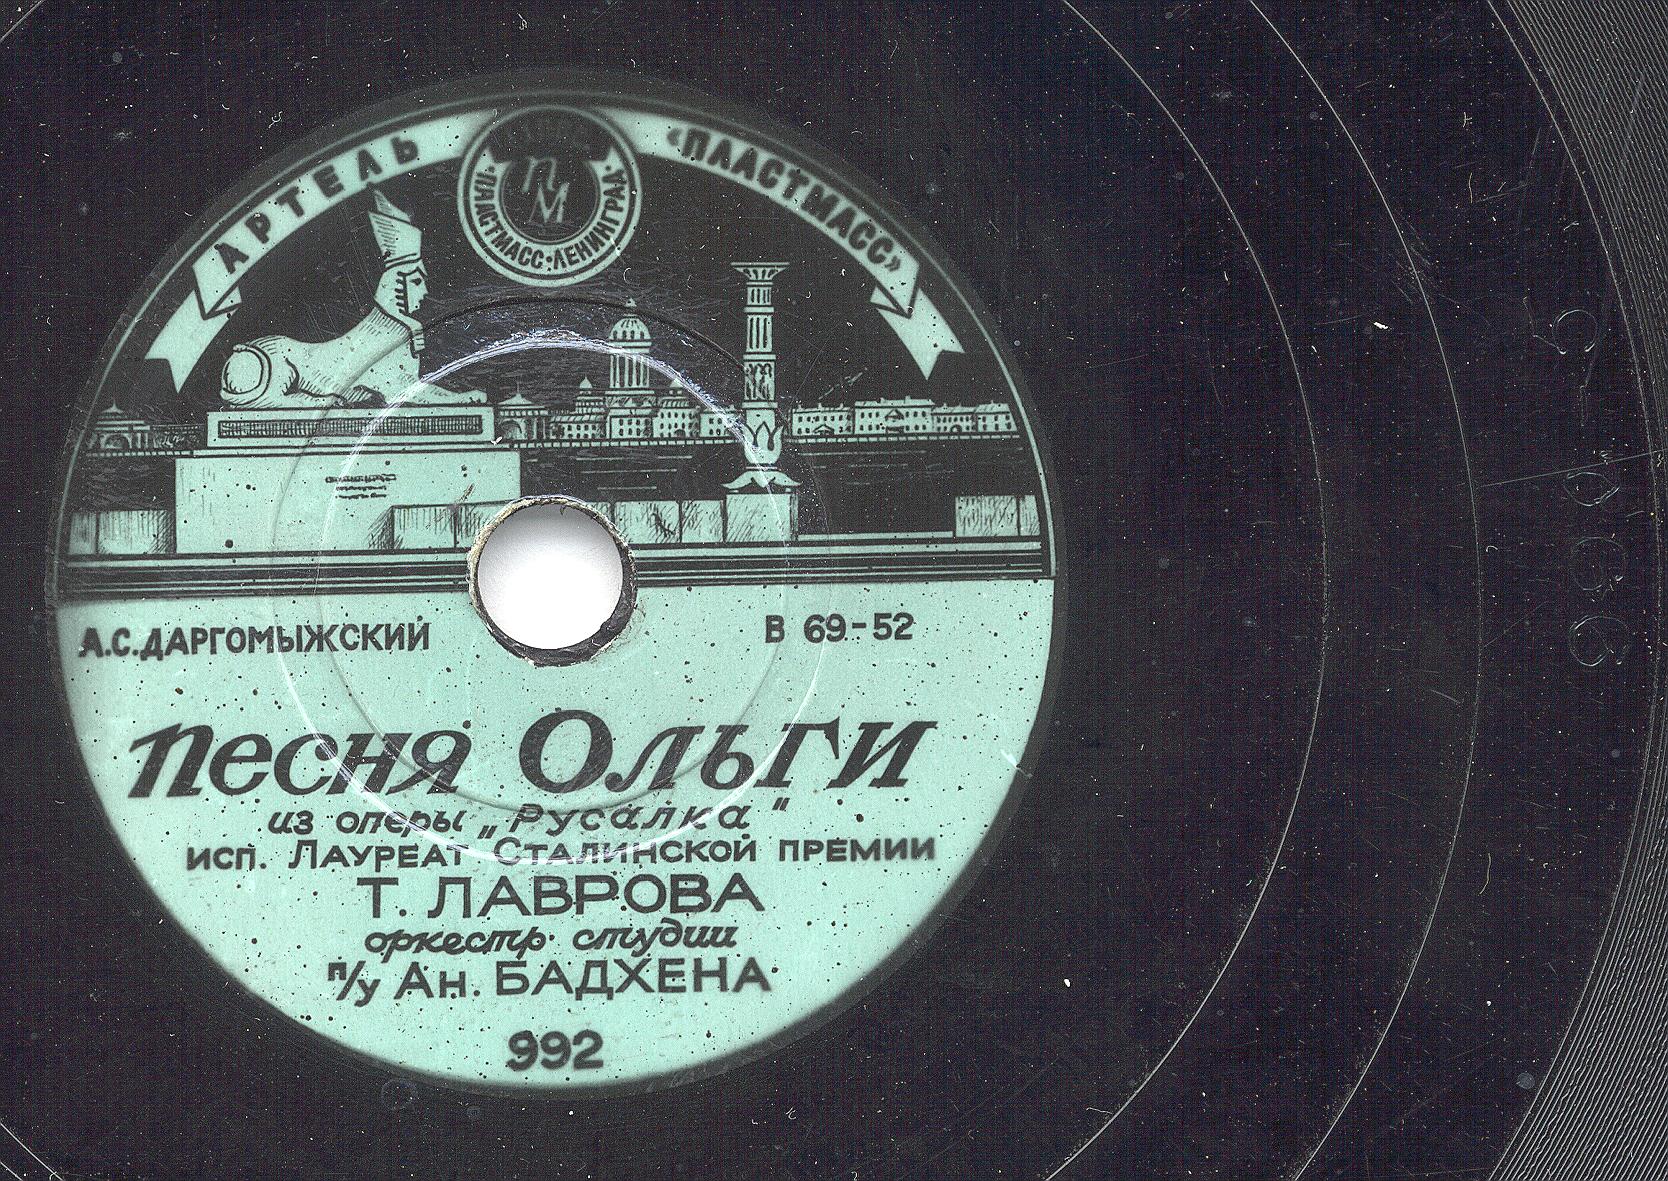 АРТЕЛЬ «ПЛАСТМАСС»
ПМ
·ПЛАСТМАСС·ЛЕНИНГРАД·
А.С.ДАРГОМЫЖСКИЙ В 69-52
Песня Ольги
из оперы „Русалка"
исп. Лауреат Сталинской премии
Т. ЛАВРОВА
оркестр студии
п/у Ан. БАДХЕНА
992